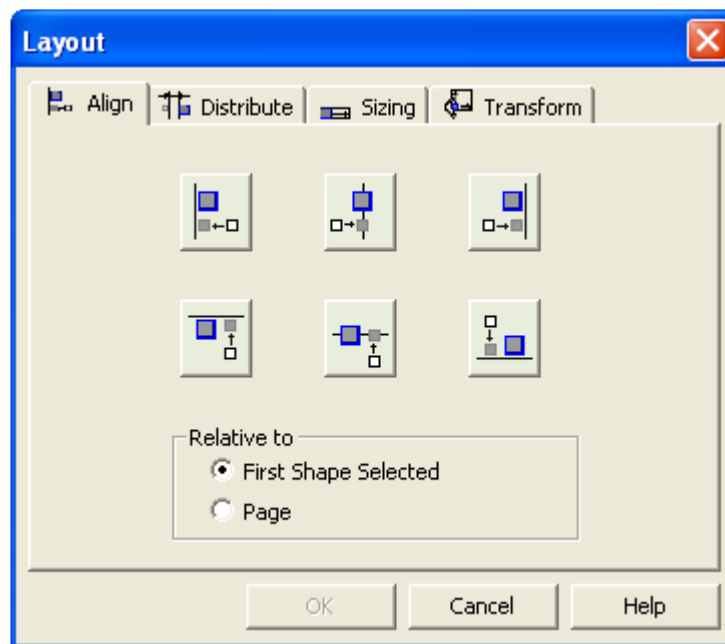 Layout
Align Distribute Sizing Transform
Relative to
First Shape Selected
Page
OK Cancel Help